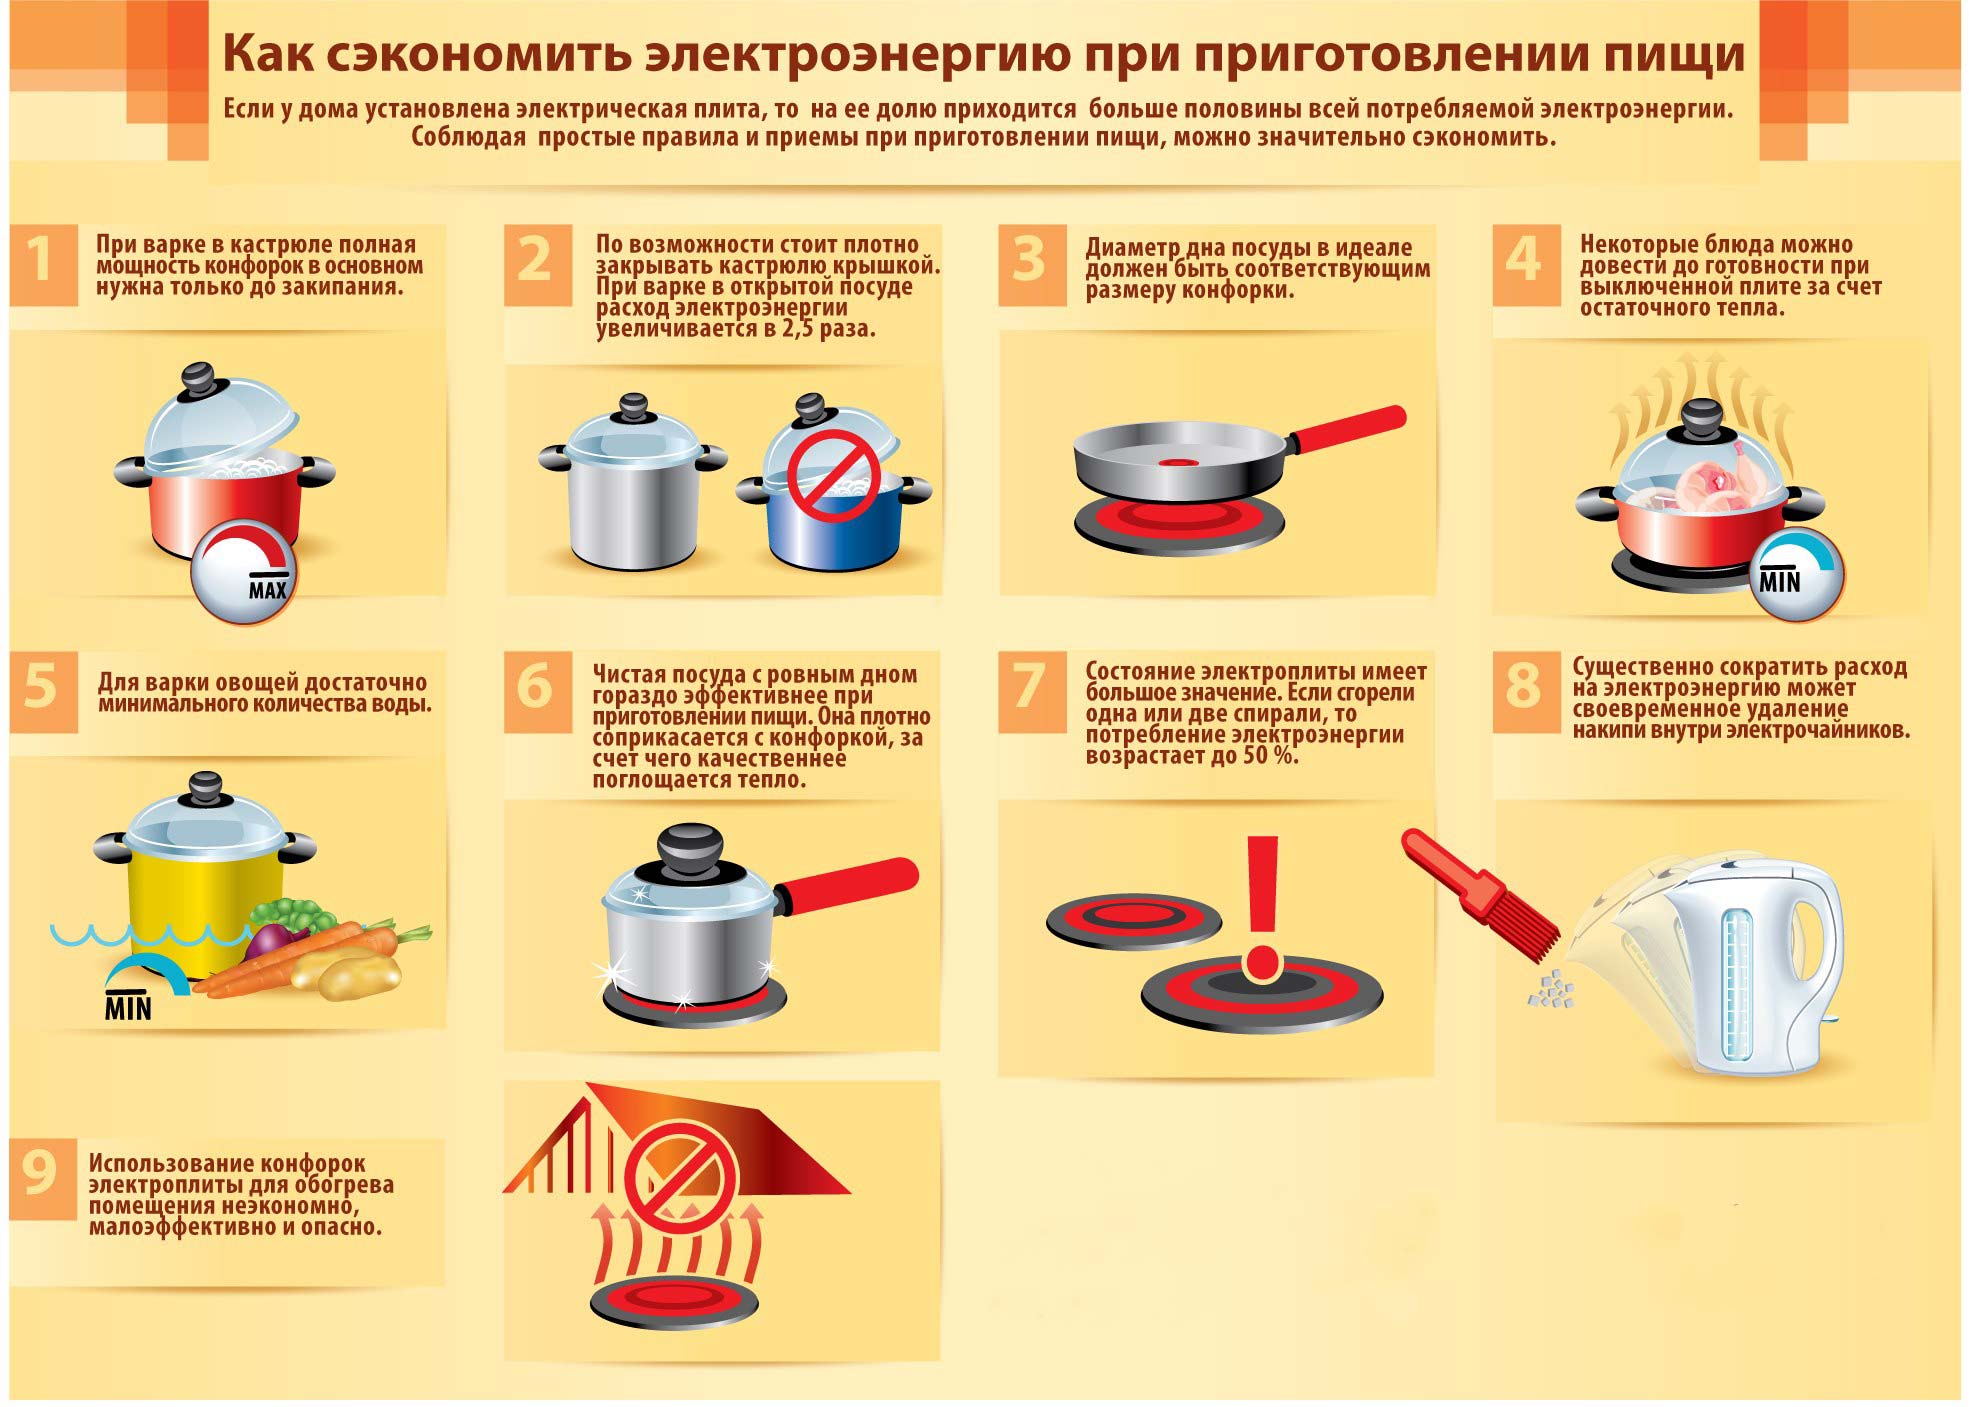 Как сэкономить электроэнергию при приготовлении пищи
Если у дома установлена электрическая плита, то на ее долю приходится больше половины всей потребляемой электроэнергии.
Соблюдая простые правила и приемы при приготовлении пищи, можно значительно сэкономить.
1
При варке в кастрюле полная
мощность конфорок в основном
нужна только до закипания.
MAX
2
По возможности стоит плотно
закрывать кастрюлю крышкой.
При варке в открытой посуде
расход электроэнергии
увеличивается в 2,5 раза.
3
Диаметр дна посуды в идеале
должен быть соответствующим
размеру конфорки.
4
Некоторые блюда можно
довести до готовности при
выключенной плите за счет
остаточного тепла.
MIN
5
Для варки овощей достаточно
минимального количества воды.
MIN
6
Чистая посуда с ровным дном
гораздо эффективнее при
приготовлении пищи. Она плотно
соприкасается с конфоркой, за
счет чего качественнее
поглощается тепло.
7
Состояние электроплиты имеет
большое значение. Если сгорели
одна или две спирали, то
потребление электроэнергии
возрастает до 50 %.
8
Существенно сократить расход
на электроэнергию может
своевременное удаление
накипи внутри электрочайников.
9
Использование конфорок
электроплиты для обогрева
помещения неэкономно,
малоэффективно и опасно.